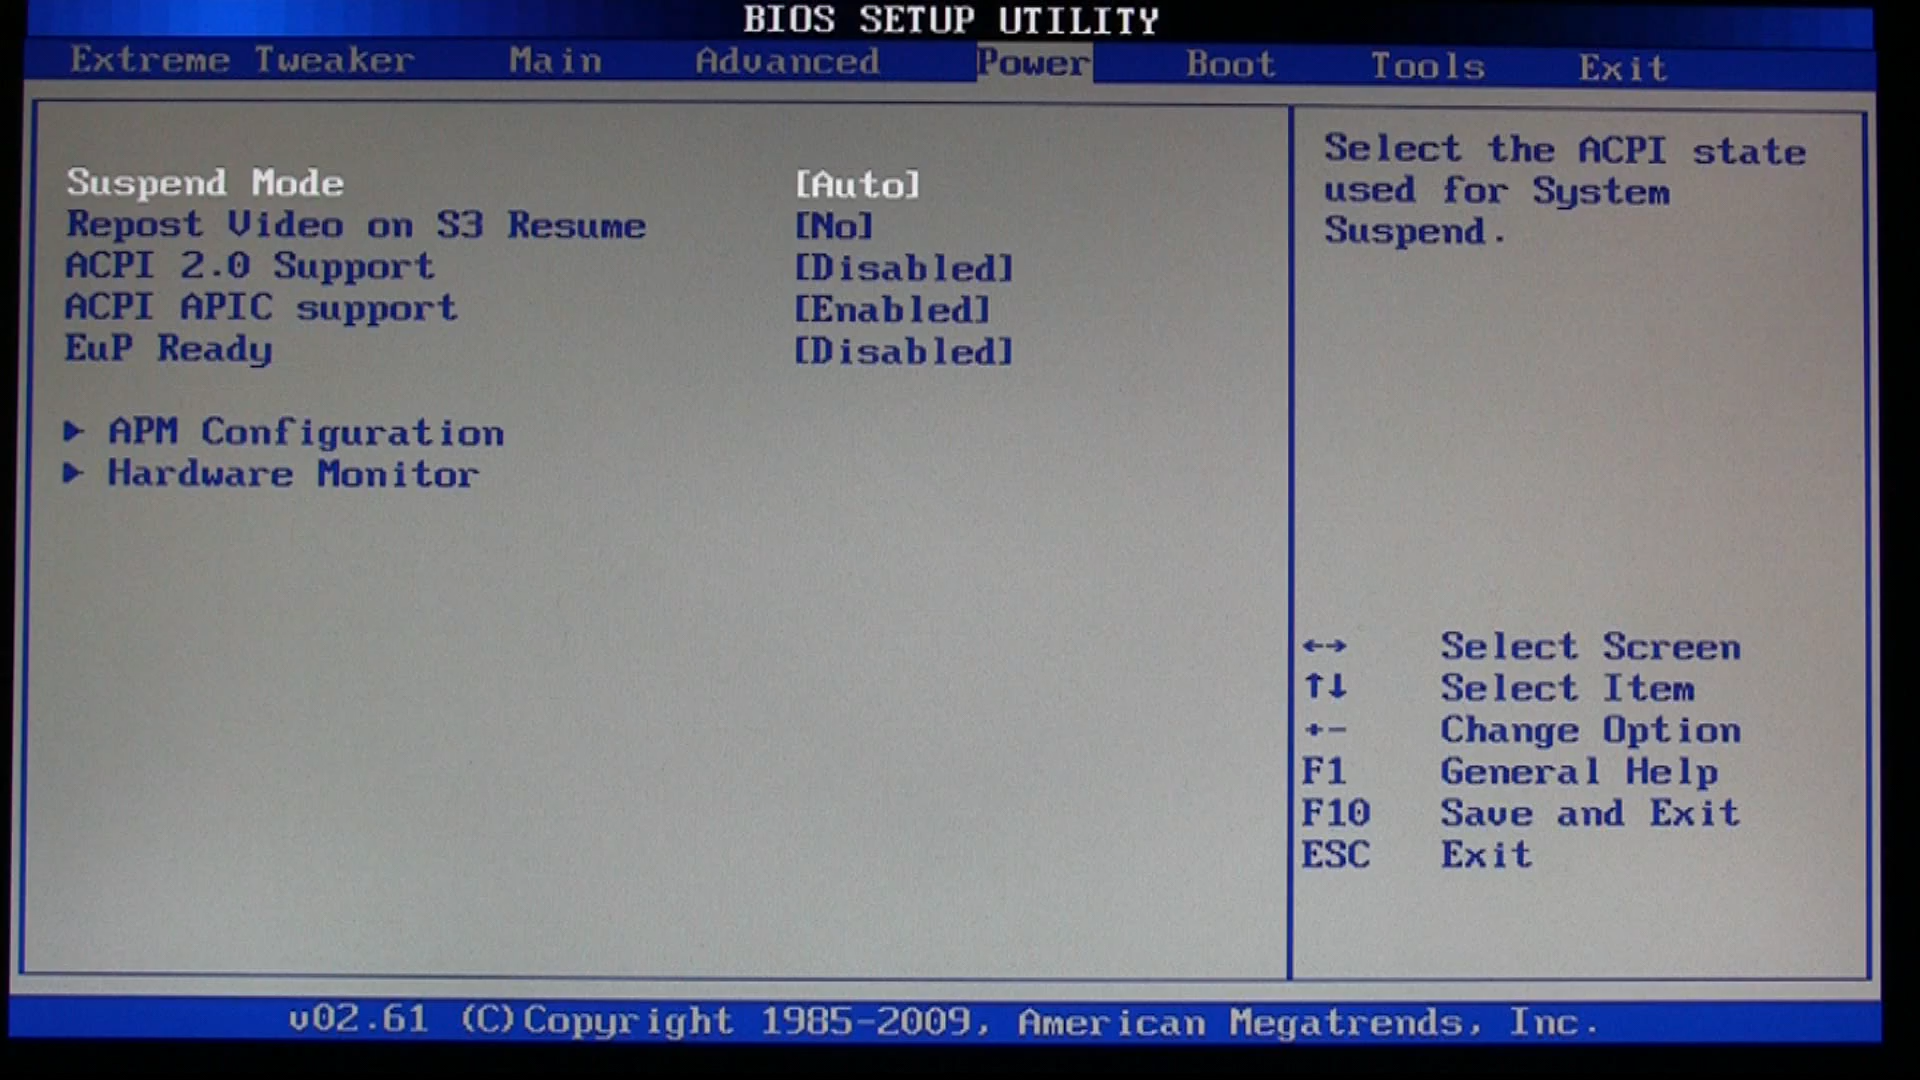 BIOS SETUP UTILITY
Extreme Tweaker Main Advanced Power Boot Tools Exit
Suspend Mode [Auto]
Repost Video on S3 Resume [No]
ACPI 2.0 Support [Disabled]
ACPI APIC support [Enabled]
EuP Ready [Disabled]
▶ APM Configuration
▶ Hardware Monitor
Select the ACPI state
used for System
Suspend.
←→ Select Screen
↑↓ Select Item
+- Change Option
F1 General Help
F10 Save and Exit
ESC Exit
v02.61 (C)Copyright 1985-2009, American Megatrends, Inc.